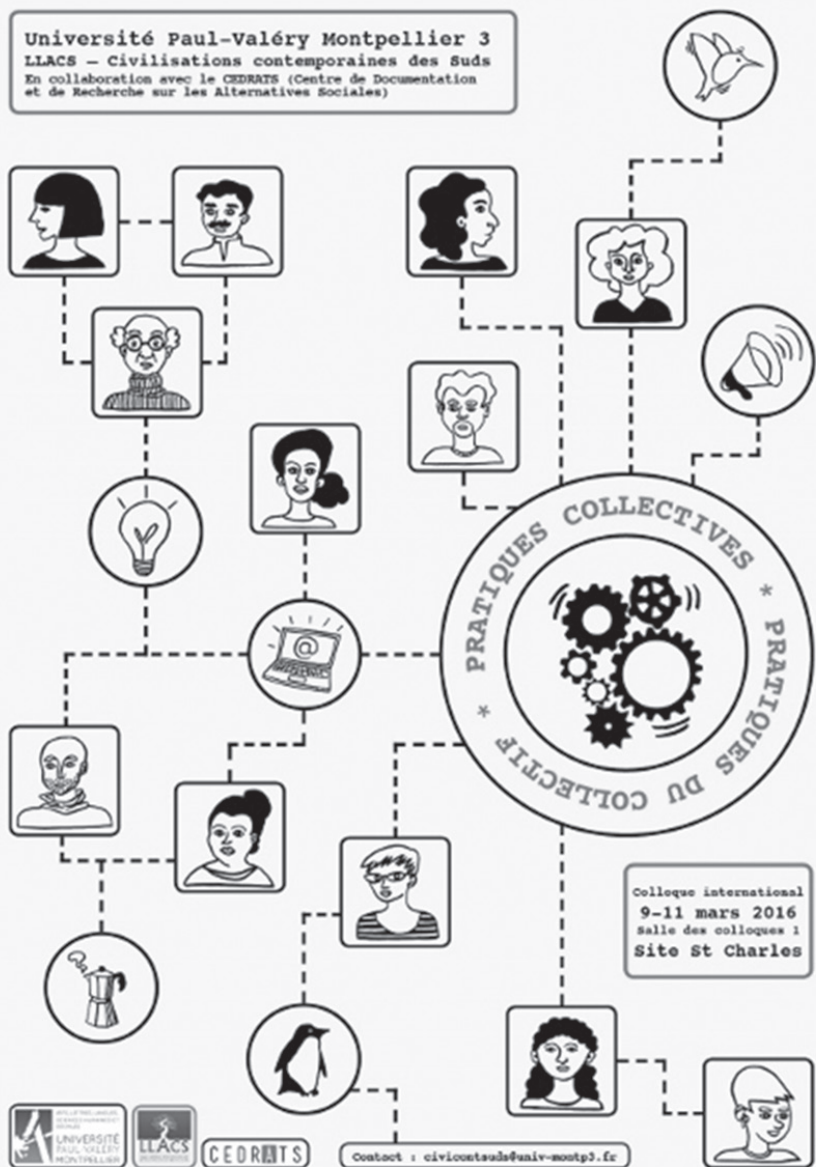 Université Paul-Valéry Montpellier 3
LLACS – Civilisations contemporaines des Suds
En collaboration avec le CEDRATS (Centre de Documentation
et de Recherche sur les Alternatives Sociales)
@
PRATIQUES COLLECTIVES * PRATIQUES DU COLLECTIF *
Colloque international
9-11 mars 2016
Salle des colloques 1
Site St Charles
UNIVERSITÉ
PAUL-VALÉRY
MONTPELLIER
LLACS
CEDRATS
Contact : civicontsuds@univ-montp3.fr